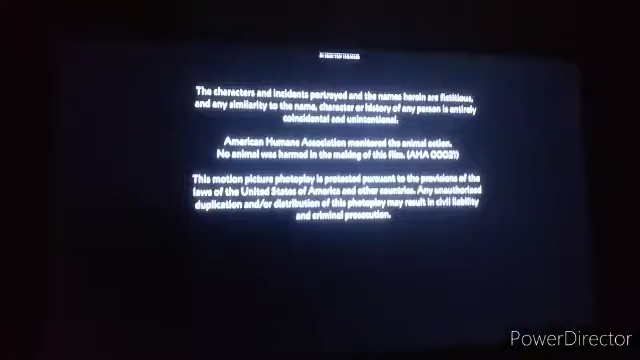 IN SELECTED THEATRES
The characters and incidents portrayed and the names herein are fictitious,
and any similarity to the name, character or history of any person is entirely
coincidental and unintentional.
American Humane Association monitored the animal action.
No animal was harmed in the making of this film. (AHA 00031)
This motion picture photoplay is protected pursuant to the provisions of the
laws of the United States of America and other countries. Any unauthorized
duplication and/or distribution of this photoplay may result in civil liability
and criminal prosecution.
PowerDirector